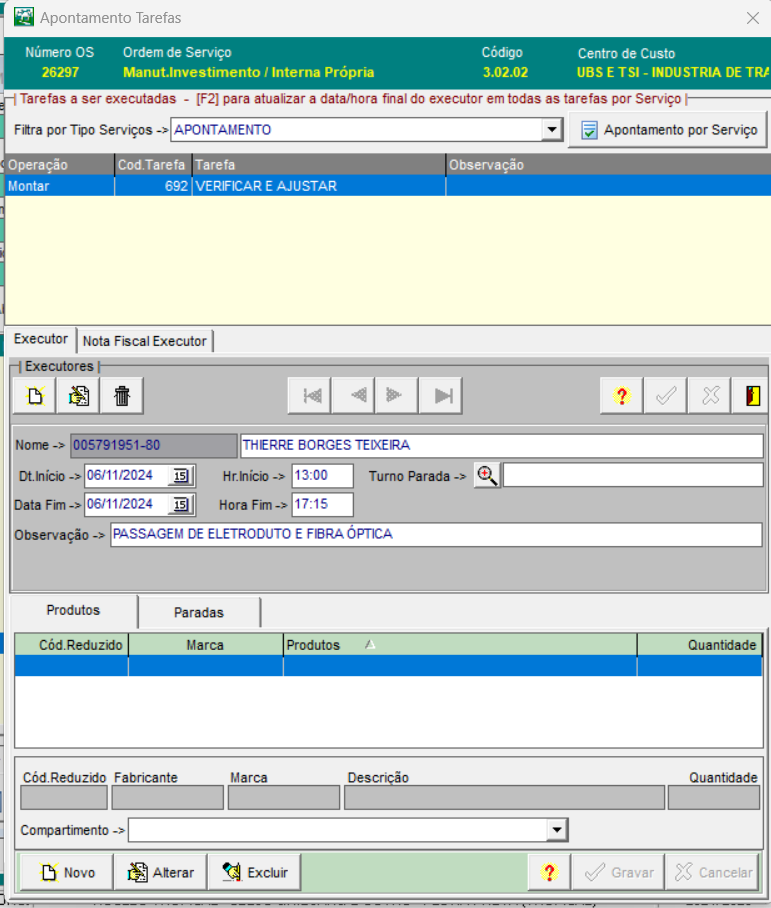 Apontamento Tarefas
Número OS Ordem de Serviço Código Centro de Custo
26297 Manut.Investimento / Interna Própria 3.02.02 UBS E TSI - INDUSTRIA DE TRA
Tarefas a ser executadas - [F2] para atualizar a data/hora final do executor em todas as tarefas por Serviço
Filtra por Tipo Serviços -> APONTAMENTO Apontamento por Serviço
Operação Cod.Tarefa Tarefa Observação
Montar 692 VERIFICAR E AJUSTAR
Executor Nota Fiscal Executor
Executores
Nome -> 005791951-80 THIERRE BORGES TEIXEIRA
Dt.Início -> 06/11/2024 15 Hr.Início -> 13:00 Turno Parada ->
Data Fim -> 06/11/2024 15 Hora Fim -> 17:15
Observação -> PASSAGEM DE ELETRODUTO E FIBRA ÓPTICA
Produtos Paradas
Cód.Reduzido Marca Produtos Quantidade
Cód.Reduzido Fabricante Marca Descrição Quantidade
Compartimento ->
Novo Alterar Excluir ? Gravar Cancelar